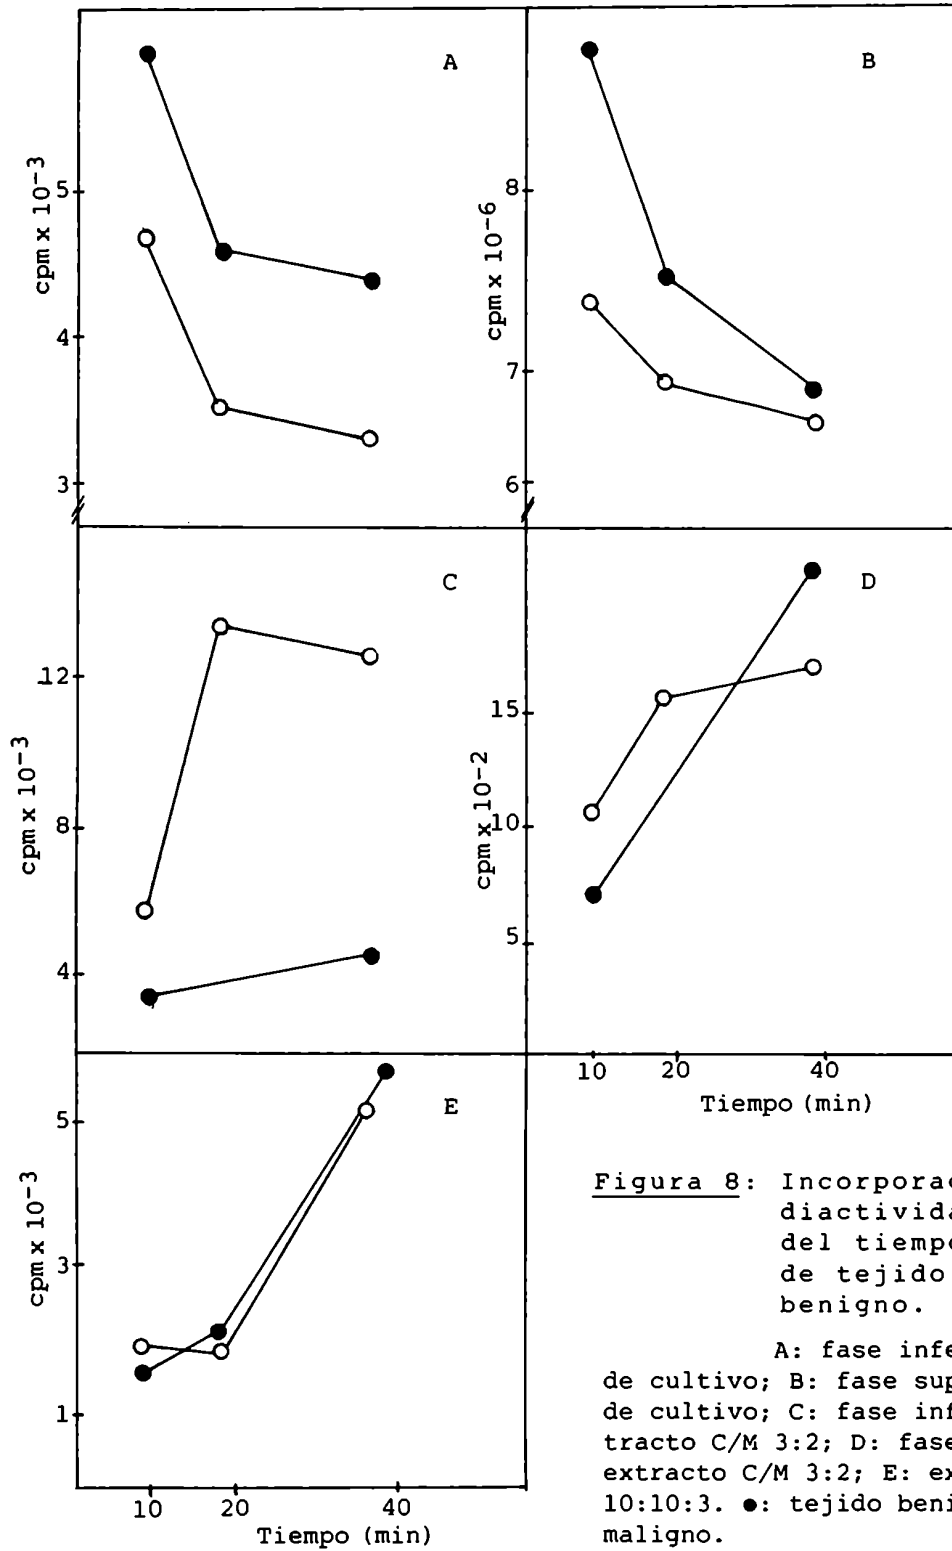 A
B
cpm x 10-3
5
4
3
cpm x 10-6
8
7
6
C
D
cpm x 10-3
12
8
4
cpm x 10-2
15
10
5
10 20 40
Tiempo (min)
E
cpm x 10-3
5
3
1
10 20 40
Tiempo (min)
Figura 8: Incorporac
diactivida
del tiempo
de tejido
benigno.
A: fase infe
de cultivo; B: fase sup
de cultivo; C: fase inf
tracto C/M 3:2; D: fase
extracto C/M 3:2; E: ex
10:10:3. ●: tejido beni
maligno.